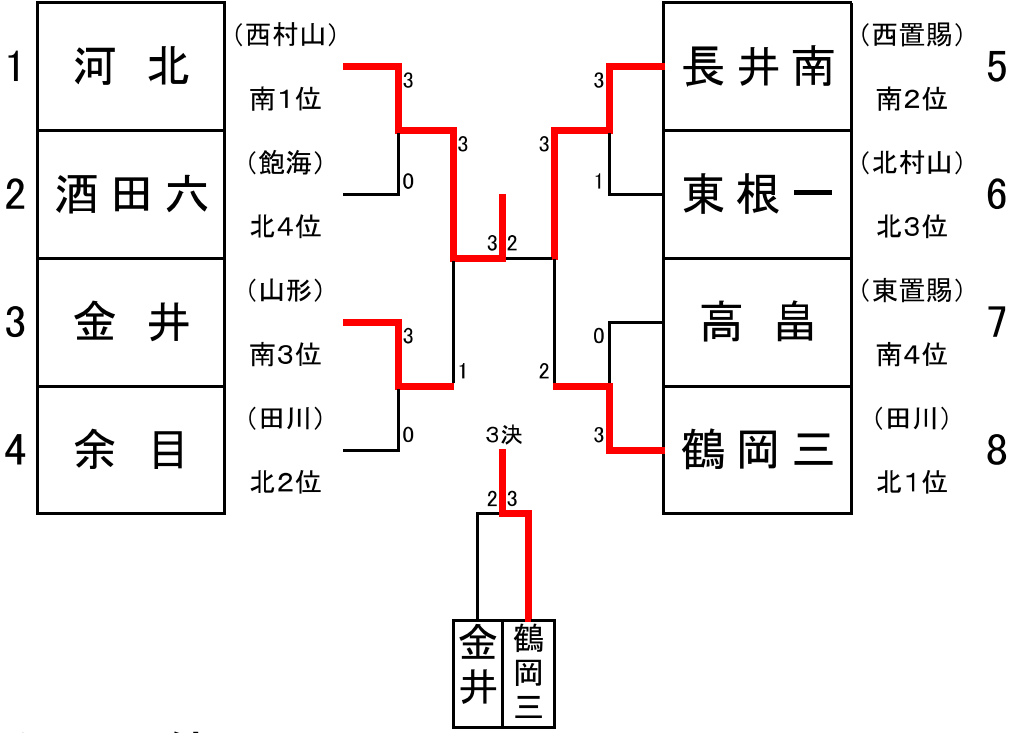 1
河北
(西村山)
南1位
2
酒田六
(飽海)
北4位
3
金井
(山形)
南3位
4
余目
(田川)
北2位
3
0
3
0
3
1
3 2
3
1
0
3
3
2
長井南
(西置賜)
南2位
5
東根一
(北村山)
北3位
6
高畠
(東置賜)
南4位
7
鶴岡三
(田川)
北1位
8
3決
2 3
金井
鶴岡三